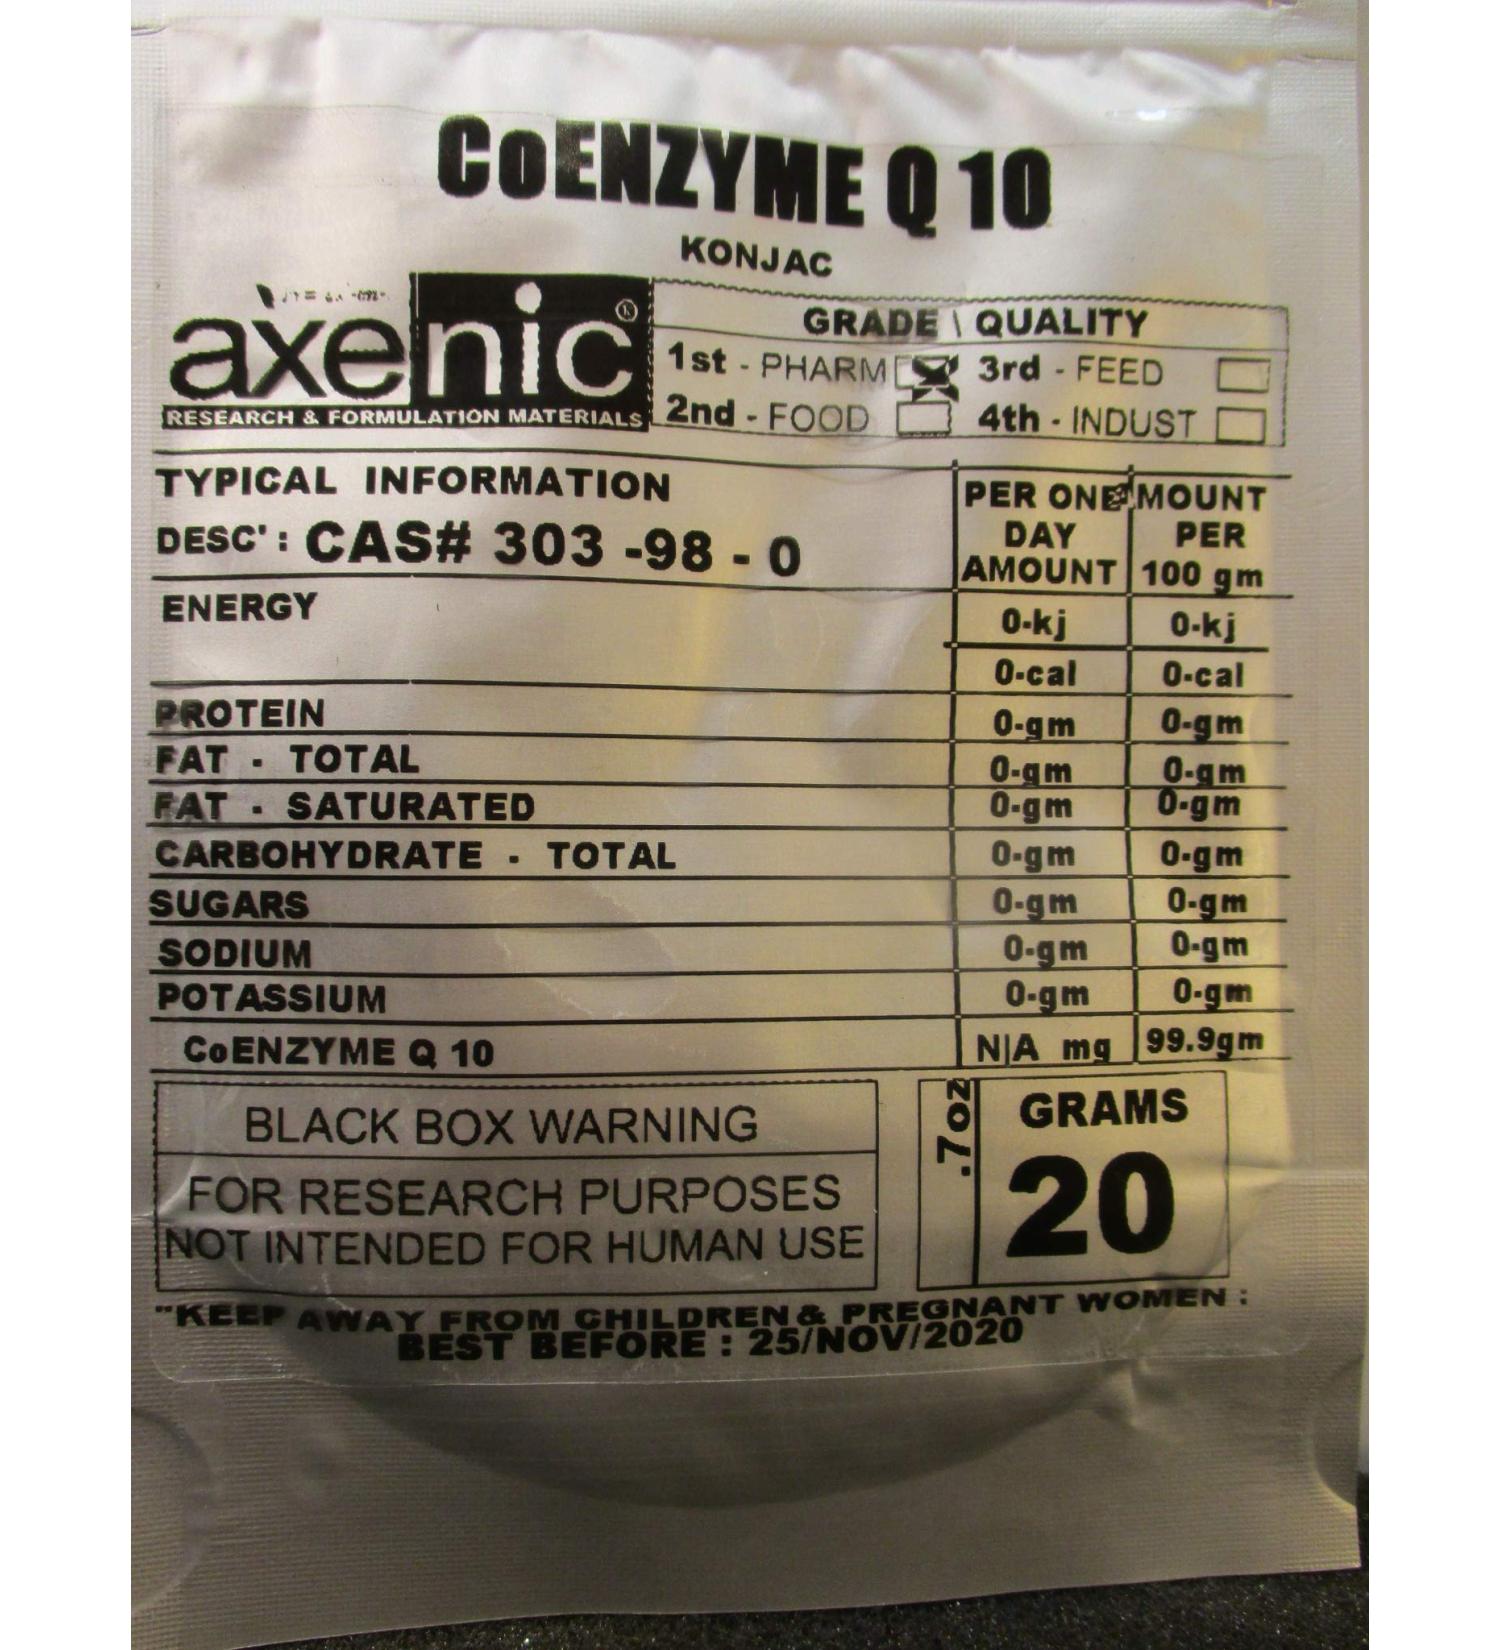 CoENZYME Q 10
KONJAC
axenic
RESEARCH & FORMULATION MATERIALS
GRADE \ QUALITY
1st - PHARM 3rd - FEED
2nd - FOOD 4th - INDUST
TYPICAL INFORMATION
DESC' : CAS# 303 -98 - 0
PER ONE DAY AMOUNT
MOUNT PER 100 gm
ENERGY 0-kj 0-kj
0-cal 0-cal
PROTEIN 0-gm 0-gm
FAT - TOTAL 0-gm 0-gm
FAT - SATURATED 0-gm 0-gm
CARBOHYDRATE - TOTAL 0-gm 0-gm
SUGARS 0-gm 0-gm
SODIUM 0-gm 0-gm
POTASSIUM 0-gm 0-gm
CoENZYME Q 10 N|A mg 99.9gm
BLACK BOX WARNING
FOR RESEARCH PURPOSES
NOT INTENDED FOR HUMAN USE
.7oz
GRAMS
20
"KEEP AWAY FROM CHILDREN & PREGNANT WOMEN :
BEST BEFORE : 25/NOV/2020